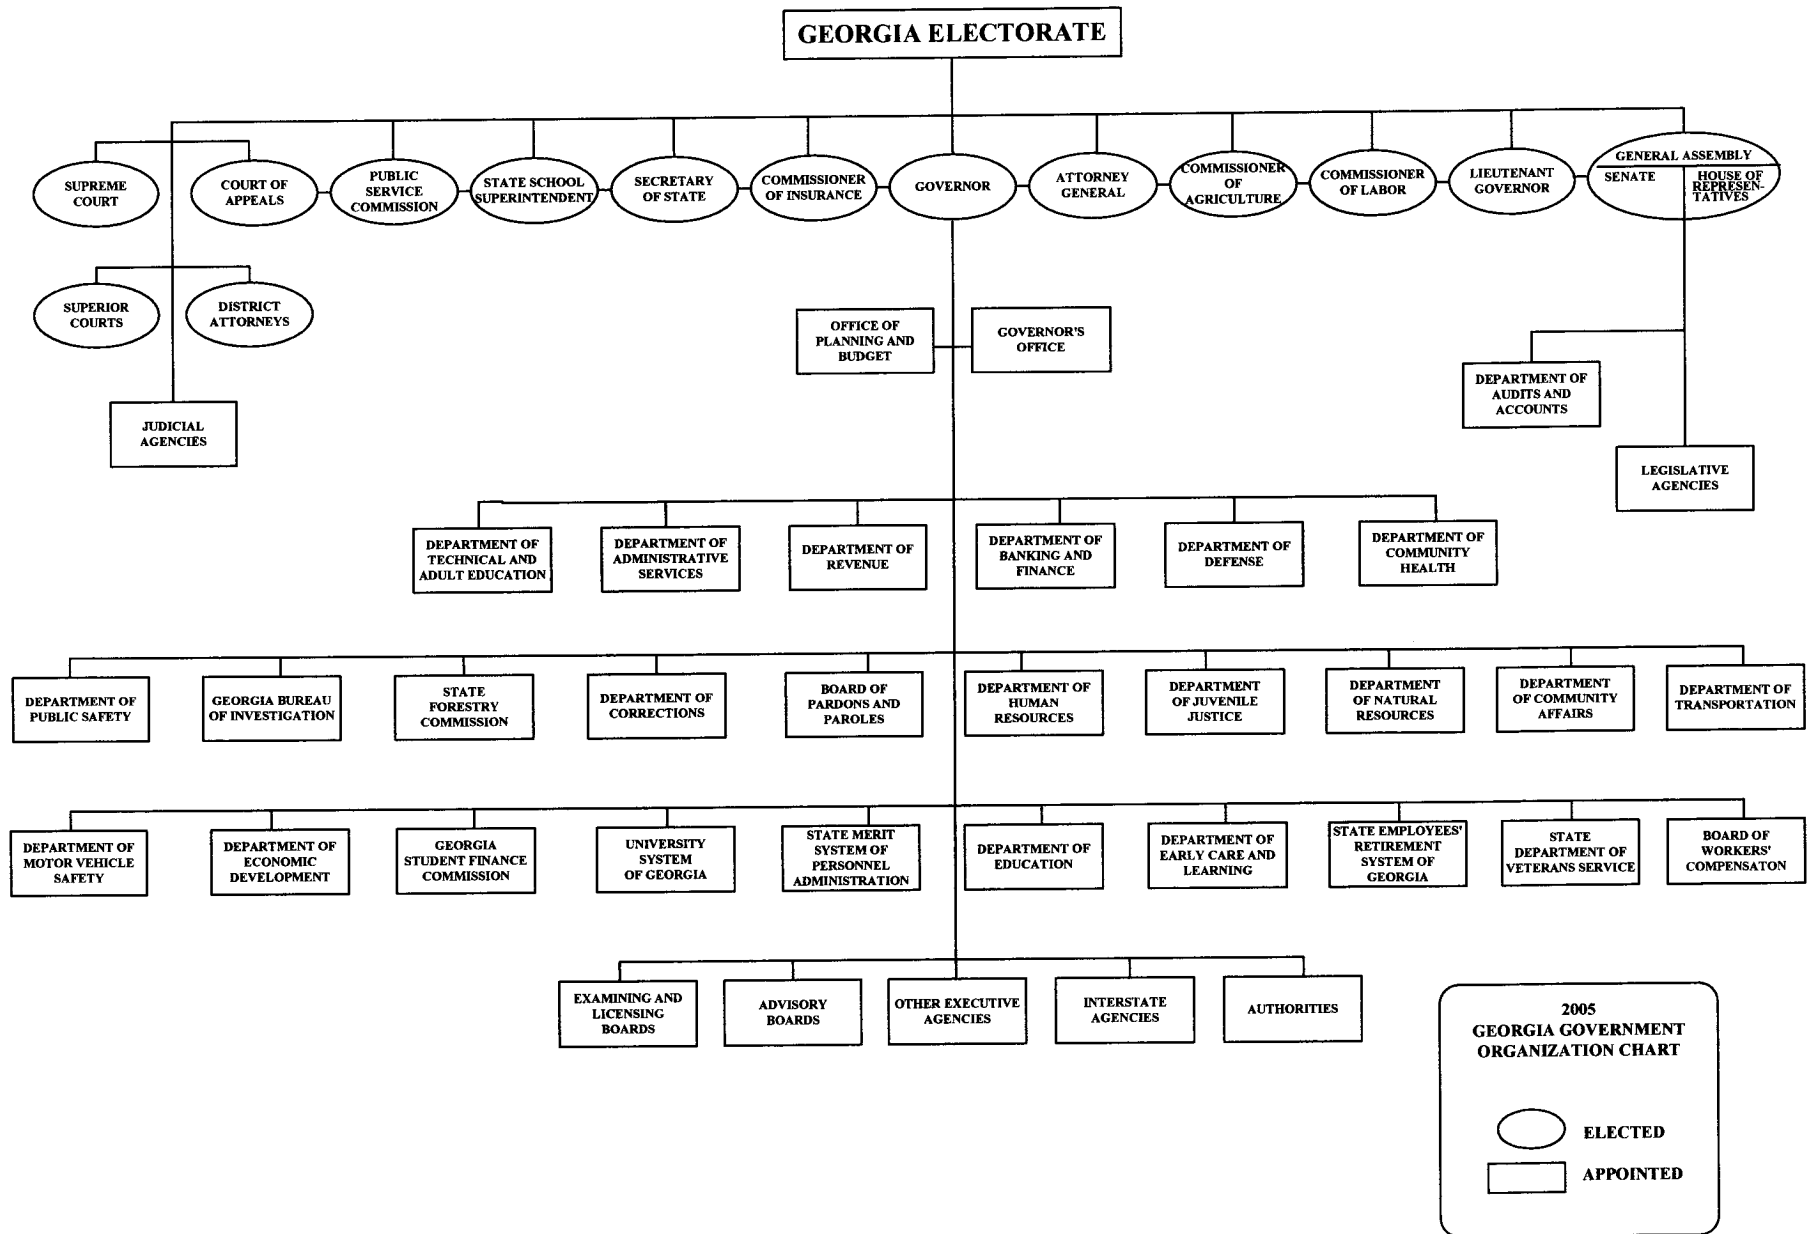 GEORGIA ELECTORATE
SUPREME
COURT
COURT OF
APPEALS
PUBLIC
SERVICE
COMMISSION
STATE SCHOOL
SUPERINTENDENT
SECRETARY
OF STATE
COMMISSIONER
OF INSURANCE
GOVERNOR
ATTORNEY
GENERAL
COMMISSIONER
OF
AGRICULTURE
COMMISSIONER
OF LABOR
LIEUTENANT
GOVERNOR
GENERAL ASSEMBLY
SENATE
HOUSE OF
REPRESEN-
TATIVES
SUPERIOR
COURTS
DISTRICT
ATTORNEYS
JUDICIAL
AGENCIES
OFFICE OF
PLANNING AND
BUDGET
GOVERNOR'S
OFFICE
DEPARTMENT OF
AUDITS AND
ACCOUNTS
LEGISLATIVE
AGENCIES
DEPARTMENT OF
TECHNICAL AND
ADULT EDUCATION
DEPARTMENT OF
ADMINISTRATIVE
SERVICES
DEPARTMENT OF
REVENUE
DEPARTMENT OF
BANKING AND
FINANCE
DEPARTMENT OF
DEFENSE
DEPARTMENT OF
COMMUNITY
HEALTH
DEPARTMENT OF
PUBLIC SAFETY
GEORGIA BUREAU
OF INVESTIGATION
STATE
FORESTRY
COMMISSION
DEPARTMENT OF
CORRECTIONS
BOARD OF
PARDONS AND
PAROLES
DEPARTMENT OF
HUMAN
RESOURCES
DEPARTMENT
OF JUVENILE
JUSTICE
DEPARTMENT
OF NATURAL
RESOURCES
DEPARTMENT
OF COMMUNITY
AFFAIRS
DEPARTMENT OF
TRANSPORTATION
DEPARTMENT OF
MOTOR VEHICLE
SAFETY
DEPARTMENT OF
ECONOMIC
DEVELOPMENT
GEORGIA
STUDENT FINANCE
COMMISSION
UNIVERSITY
SYSTEM
OF GEORGIA
STATE MERIT
SYSTEM OF
PERSONNEL
ADMINISTRATION
DEPARTMENT OF
EDUCATION
DEPARTMENT OF
EARLY CARE AND
LEARNING
STATE EMPLOYEES'
RETIREMENT
SYSTEM OF
GEORGIA
STATE
DEPARTMENT OF
VETERANS SERVICE
BOARD OF
WORKERS'
COMPENSATON
EXAMINING AND
LICENSING
BOARDS
ADVISORY
BOARDS
OTHER EXECUTIVE
AGENCIES
INTERSTATE
AGENCIES
AUTHORITIES
2005
GEORGIA GOVERNMENT
ORGANIZATION CHART
ELECTED
APPOINTED